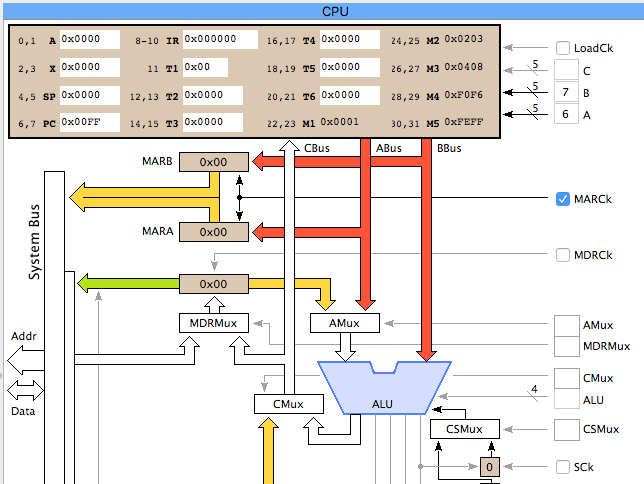 CPU
0,1 A 0x0000 8-10 IR 0x000000 16,17 T4 0x0000 24,25 M2 0x0203
LoadCk
2,3 X 0x0000 11 T1 0x00 18,19 T5 0x0000 26,27 M3 0x0408
5 C
4,5 SP 0x0000 12,13 T2 0x0000 20,21 T6 0x0000 28,29 M4 0xF0F6
5 7 B
6,7 PC 0x00FF 14,15 T3 0x0000 22,23 M1 0x0001 30,31 M5 0xFEFF
5 6 A
CBus ABus BBus
MARB 0x00
MARCk
MARA 0x00
System Bus
MDRCk
0x00
MDRMux AMux AMux
Addr
MDRMux
CMux
Data
CMux ALU 4 ALU
CSMux CSMux
0 SCk